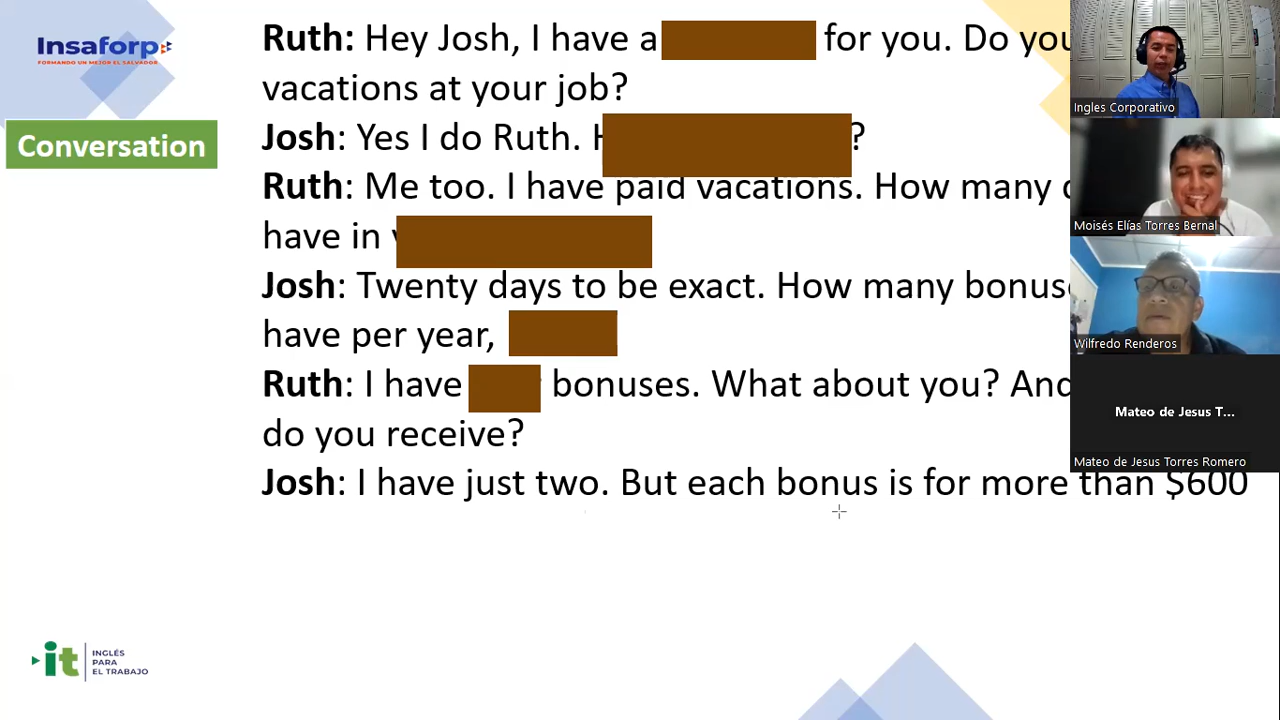 Insaforp
FORMANDO UN MEJOR EL SALVADOR
Conversation
Ruth: Hey Josh, I have a for you. Do you
vacations at your job?
Josh: Yes I do Ruth. ?
Ruth: Me too. I have paid vacations. How many
have in
Josh: Twenty days to be exact. How many
have per year,
Ruth: I have bonuses. What about you? And
do you receive?
Josh: I have just two. But each bonus is for more than $600
it
INGLÉS
PARA
EL TRABAJO
Ingles Corporativo
Moisés Elías Torres Bernal
Wilfredo Renderos
Mateo de Jesus T...
Mateo de Jesus Torres Romero